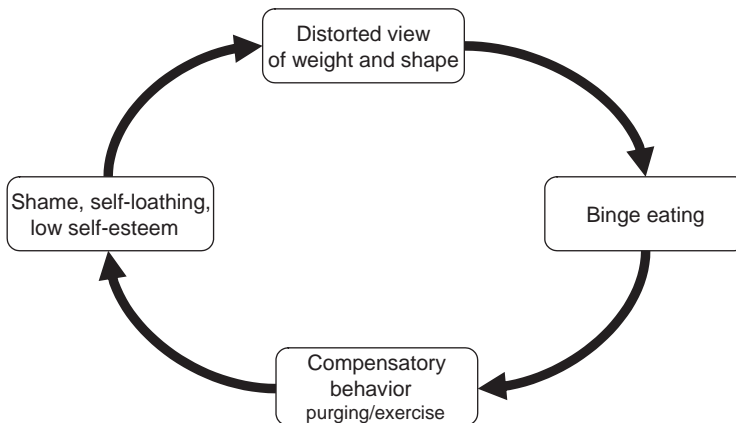 Distorted view
of weight and shape
Shame, self-loathing,
low self-esteem
Binge eating
Compensatory
behavior
purging/exercise